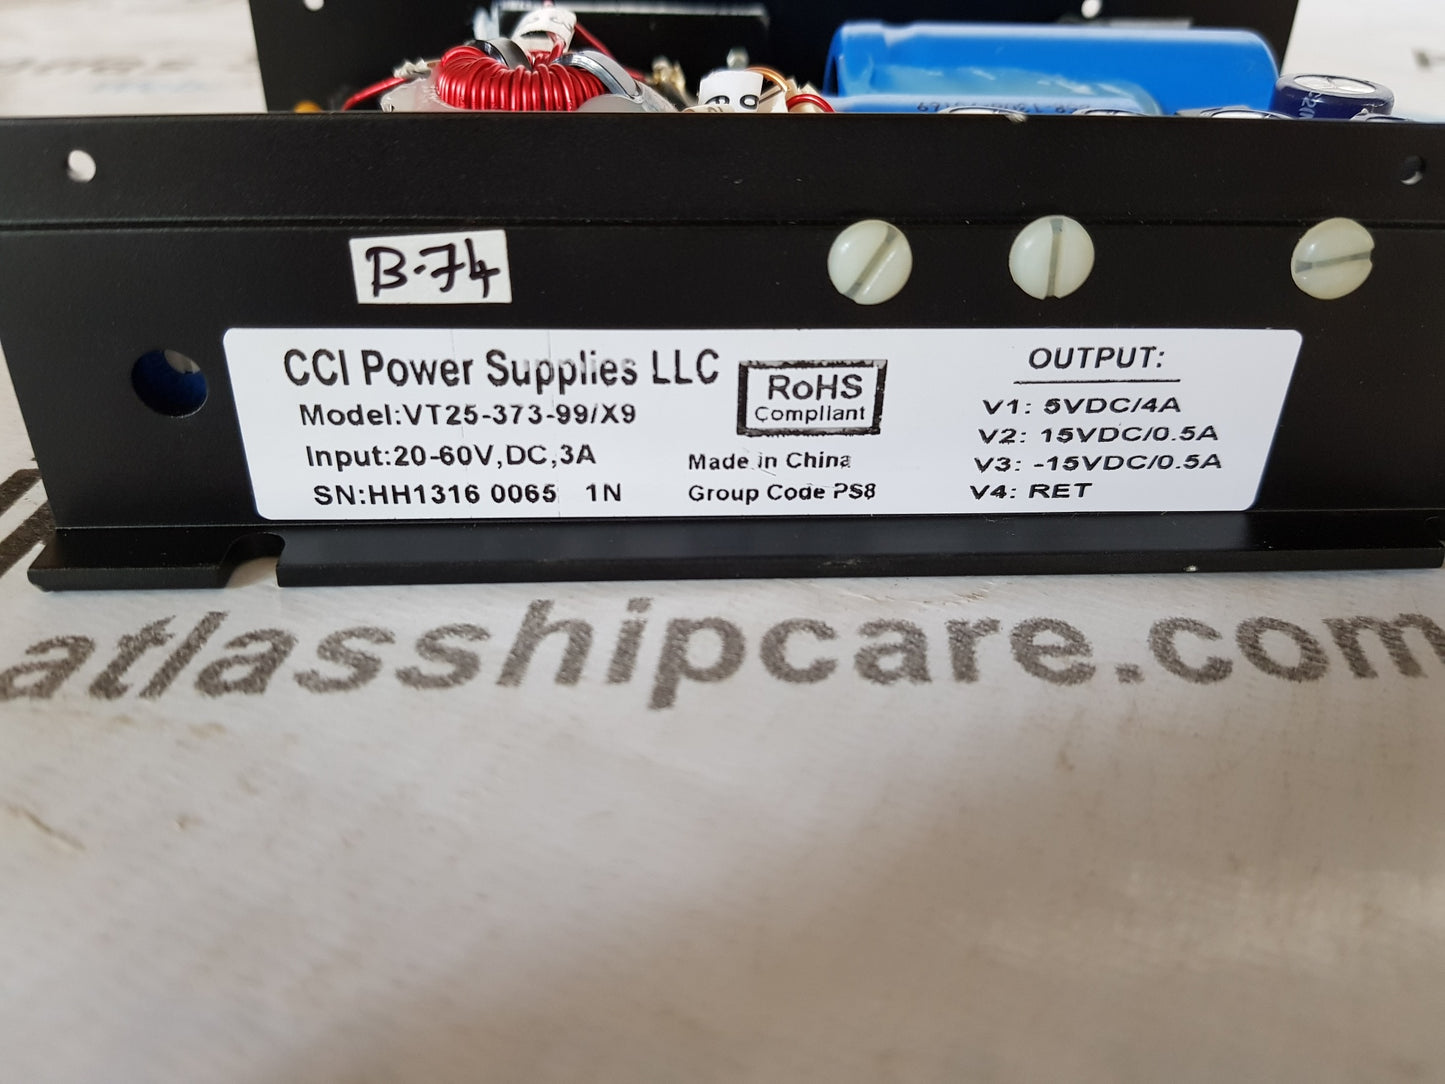 B.74
CCI Power Supplies LLC
Model:VT25-373-99/X9
Input:20-60V,DC,3A
SN:HH1316 0065 1N
RoHS
Compliant
Made in China
Group Code PS8
OUTPUT:
V1: 5VDC/4A
V2: 15VDC/0.5A
V3: -15VDC/0.5A
V4: RET
atlasshipcare.com